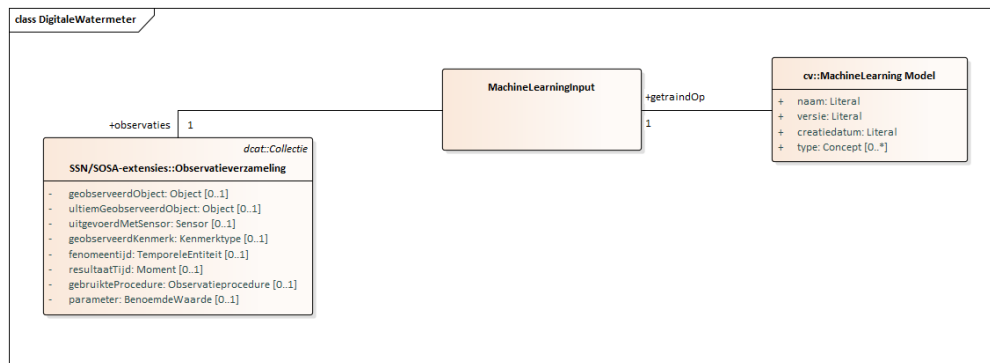 class DigitaleWatermeter
MachineLearningInput
cv::MachineLearning Model
+ naam: Literal
+ versie: Literal
+ creatiedatum: Literal
+ type: Concept [0..*]
+getraindOp
1
+observaties
1
dcat::Collectie
SSN/SOSA-extensies::Observatieverzameling
- geobserveerdObject: Object [0..1]
- ultiemGeobserveerdObject: Object [0..1]
- uitgevoerdMetSensor: Sensor [0..1]
- geobserveerdKenmerk: Kenmerktype [0..1]
- fenomeentijd: TemporeleEntiteit [0..1]
- resultaatTijd: Moment [0..1]
- gebruikteProcedure: Observatieprocedure [0..1]
- parameter: BenoemdeWaarde [0..1]